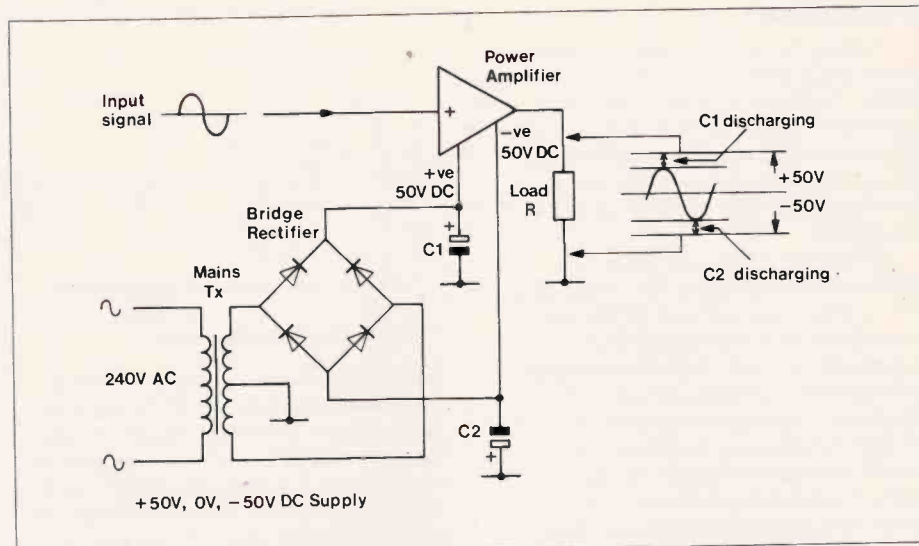 Power
Amplifier
Input
signal
+
C1 discharging
−ve
50V DC
+ve
50V DC
+50V
−50V
Load
R
Bridge
Rectifier
+
C1
Mains
Tx
C2 discharging
240V AC
C2
+
+50V, 0V, −50V DC Supply